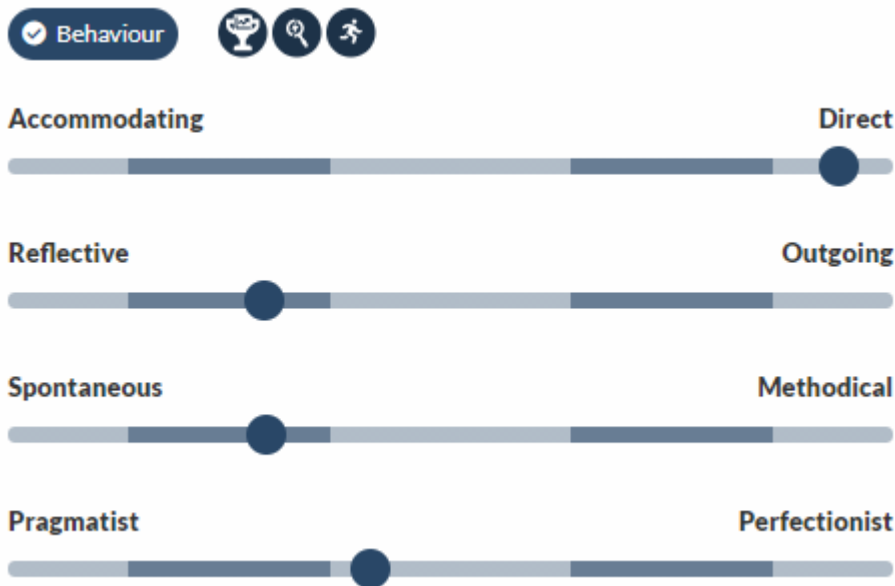 Behaviour
Accommodating Direct
Reflective Outgoing
Spontaneous Methodical
Pragmatist Perfectionist